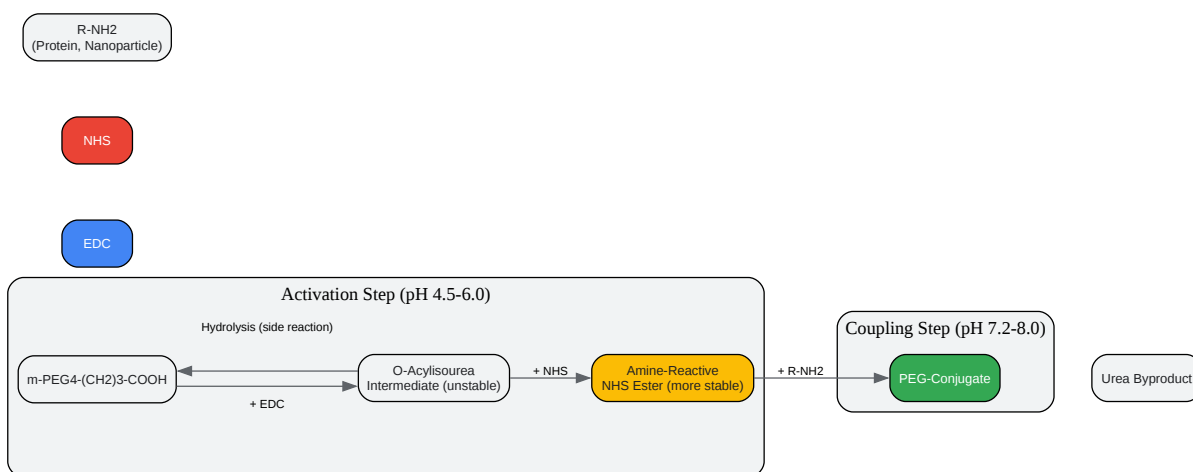 R-NH2
(Protein, Nanoparticle)
NHS
EDC
Activation Step (pH 4.5-6.0)
Hydrolysis (side reaction)
m-PEG4-(CH2)3-COOH
+ EDC
O-Acylisourea
Intermediate (unstable)
+ NHS
Amine-Reactive
NHS Ester (more stable)
+ R-NH2
Coupling Step (pH 7.2-8.0)
PEG-Conjugate
Urea Byproduct